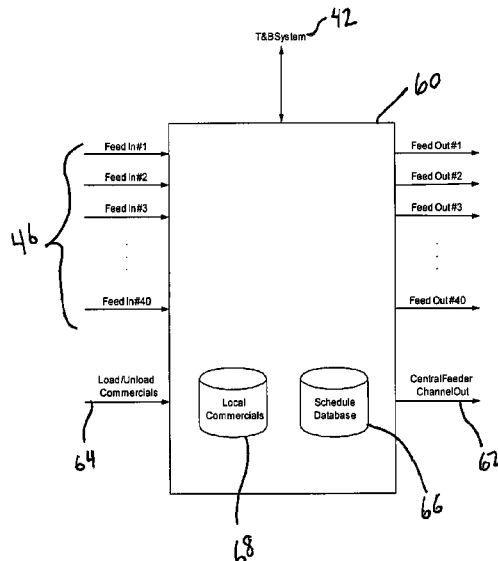 T&BSystem 42
60
Feed In#1
Feed Out #1
Feed In#2
Feed Out #2
Feed In#3
Feed Out #3
46
Feed In#40
Feed Out #40
Load/Unload
Commercials
Local
Commercials
Schedule
Database
CentralFeeder
ChannelOut
64
62
66
68